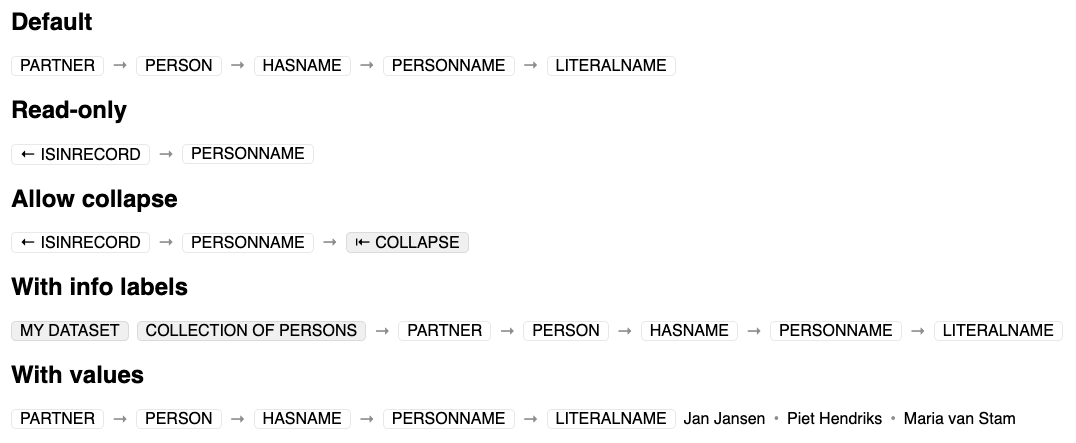 Default
PARTNER → PERSON → HASNAME → PERSONNAME → LITERALNAME
Read-only
← ISINRECORD → PERSONNAME
Allow collapse
← ISINRECORD → PERSONNAME → ⇤ COLLAPSE
With info labels
MY DATASET COLLECTION OF PERSONS → PARTNER → PERSON → HASNAME → PERSONNAME → LITERALNAME
With values
PARTNER → PERSON → HASNAME → PERSONNAME → LITERALNAME Jan Jansen • Piet Hendriks • Maria van Stam